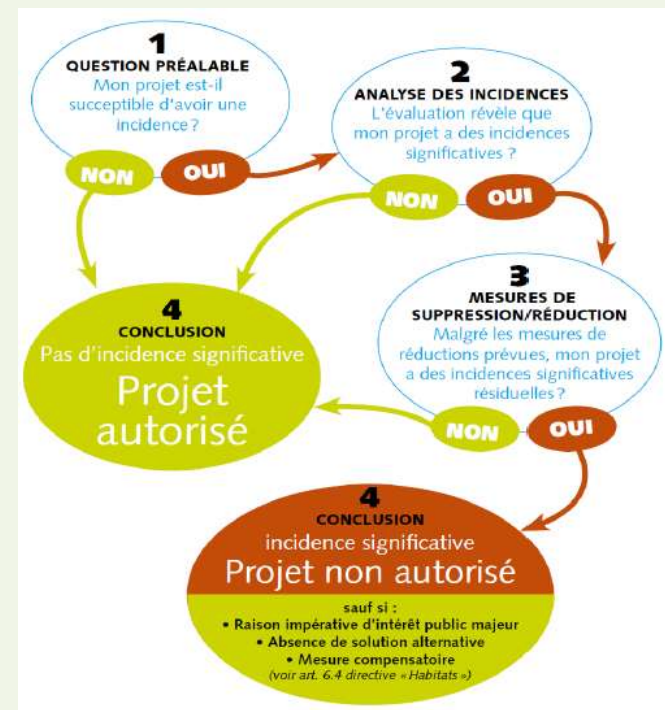 1
QUESTION PRÉALABLE
Mon projet est-il
succeptible d'avoir une
incidence ?
NON
OUI
2
ANALYSE DES INCIDENCES
L'évaluation révèle que
mon projet a des incidences
significatives ?
NON
OUI
3
MESURES DE
SUPPRESSION/RÉDUCTION
Malgré les mesures de
réductions prévues, mon projet
a des incidences significatives
résiduelles ?
NON
OUI
4
CONCLUSION
Pas d'incidence significative
Projet
autorisé
4
CONCLUSION
incidence significative
Projet non autorisé
sauf si :
• Raison impérative d'intérêt public majeur
• Absence de solution alternative
• Mesure compensatoire
(voir art. 6.4 directive « Habitats »)